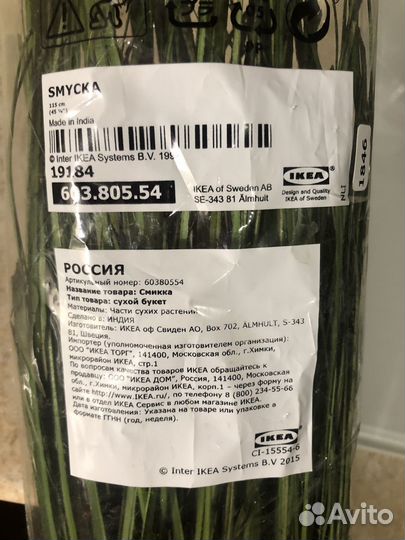 PP
SMYCKA
115 cm
(45 ¼")
Made in India
© Inter IKEA Systems B.V. 199
19184
603.805.54
IKEA of Sweden AB
SE-343 81 Älmhult
IKEA
Design and Quality
IKEA of Sweden
NLI
1846
РОССИЯ
Артикульный номер: 60380554
Название товара: Смикка
Тип товара: сухой букет
Материалы: Части сухих растений
Сделано в: ИНДИЯ
Изготовитель: ИКЕА оф Свиден АО, Box 702, ALMHULT, S-343
81, Швеция.
Импортер (уполномоченная изготовителем организация):
ООО "ИКЕА ТОРГ", 141400, Московская обл., г.Химки,
микрорайон ИКЕА, стр.1
По вопросам качества товаров ИКЕА обращайтесь к
продавцу: ООО "ИКЕА ДОМ", Россия, 141400, Московская
обл., г.Химки, микрорайон ИКЕА, корп.1 – через форму на
сайте http://www.IKEA.ru/, по телефону 8 (800) 234-55-66
или в отделе ИКЕА Сервис в любом магазине ИКЕА.
Дата изготовления: Указана на товаре или упаковке в
формате ГГНН (год, неделя).
IKEA
CI-15554-6
© Inter IKEA Systems B.V 2015
Avito